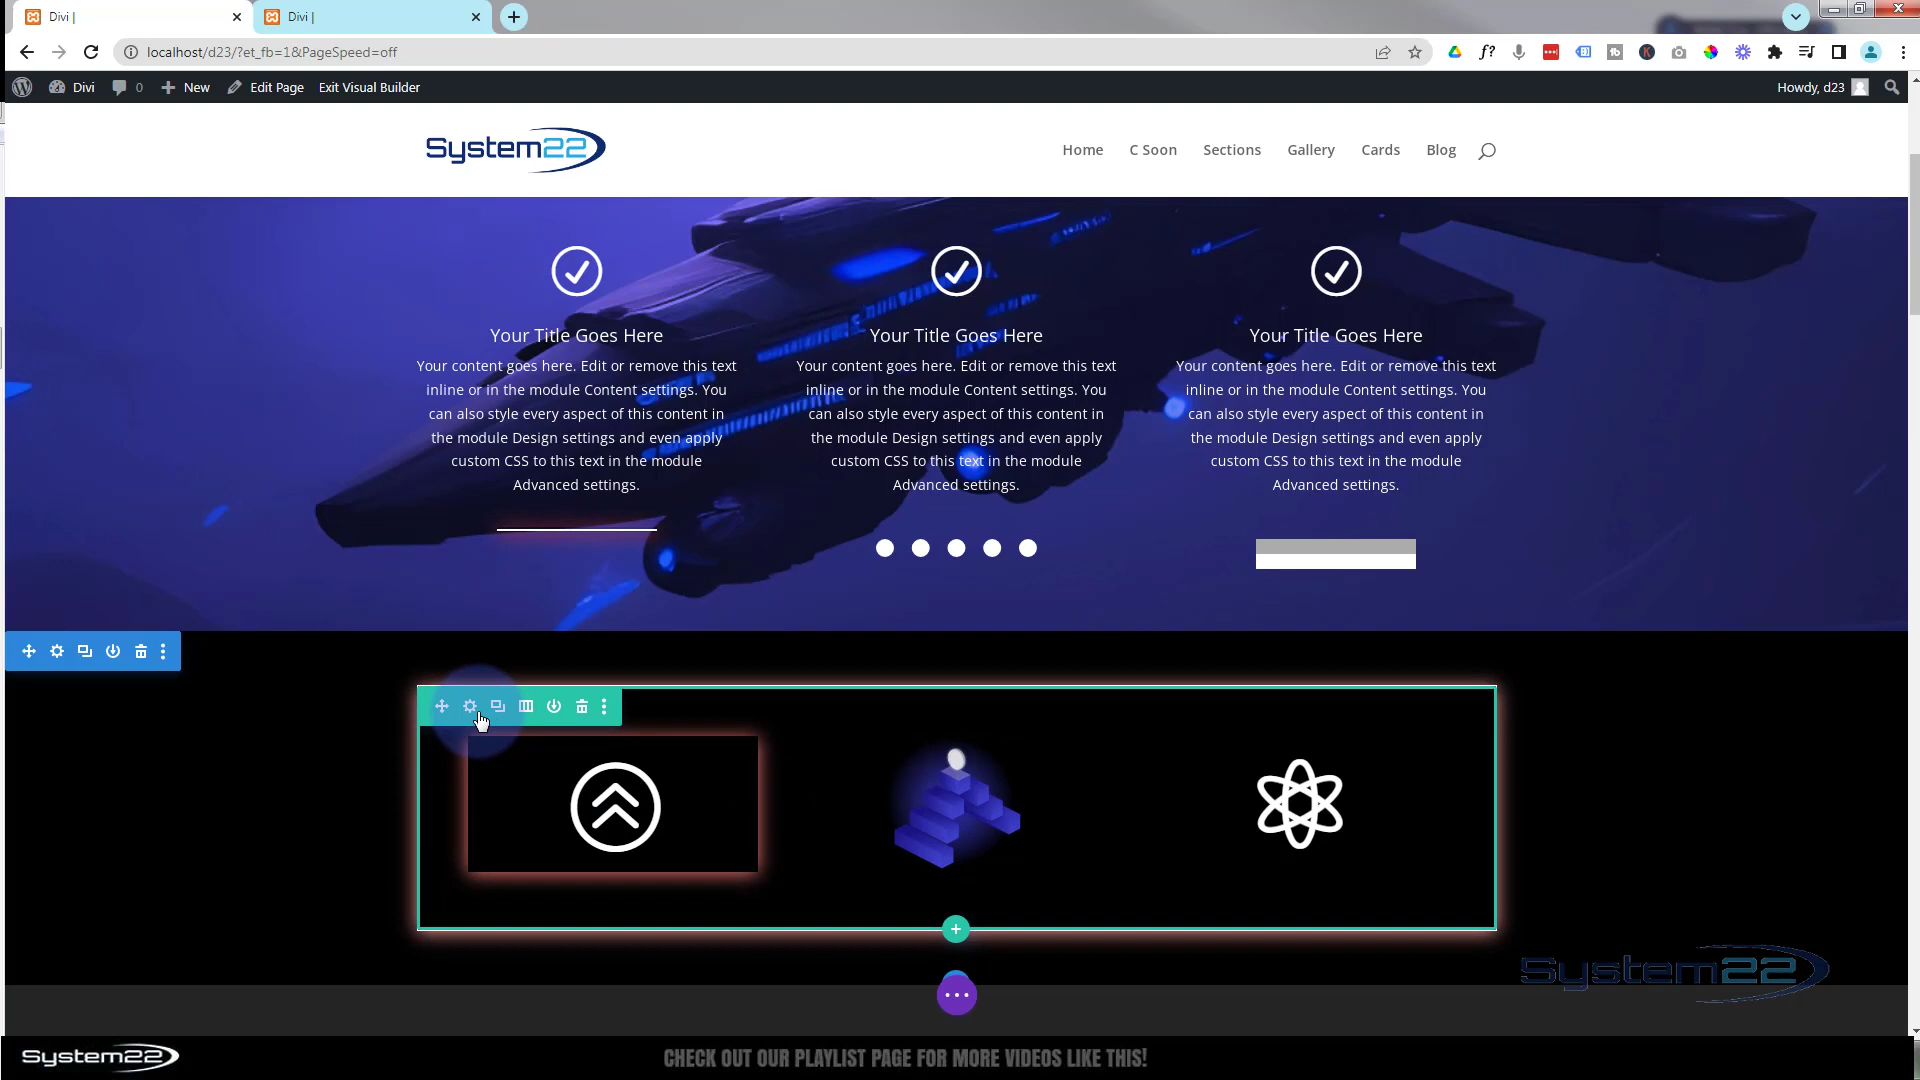 Divi |
Divi |
localhost/d23/?et_fb=1&PageSpeed=off
f?
Divi 0 New Edit Page Exit Visual Builder
Howdy, d23
System22
Home C Soon Sections Gallery Cards Blog
Your Title Goes Here
Your content goes here. Edit or remove this text
inline or in the module Content settings. You
can also style every aspect of this content in
the module Design settings and even apply
custom CSS to this text in the module
Advanced settings.
Your Title Goes Here
Your content goes here. Edit or remove this text
inline or in the module Content settings. You
can also style every aspect of this content in
the module Design settings and even apply
custom CSS to this text in the module
Advanced settings.
Your Title Goes Here
Your content goes here. Edit or remove this text
inline or in the module Content settings. You
can also style every aspect of this content in
the module Design settings and even apply
custom CSS to this text in the module
Advanced settings.
System22
System22
CHECK OUT OUR PLAYLIST PAGE FOR MORE VIDEOS LIKE THIS!